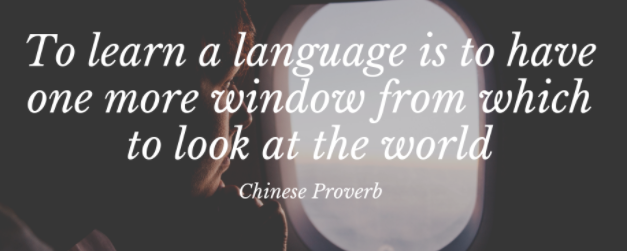 To learn a language is to have
one more window from which
to look at the world
Chinese Proverb